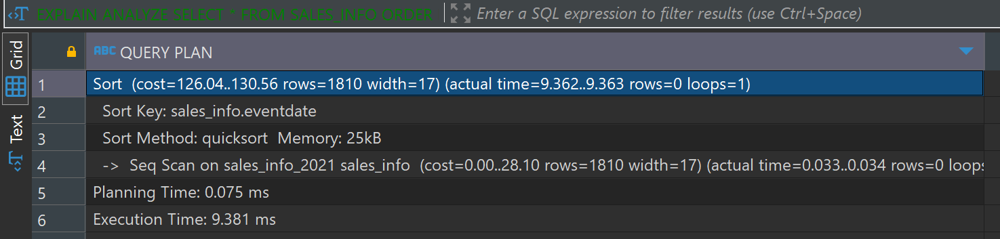 EXPLAIN ANALYZE SELECT * FROM SALES_INFO ORDER Enter a SQL expression to filter results (use Ctrl+Space)
Grid
Text
ABC QUERY PLAN
1 Sort (cost=126.04..130.56 rows=1810 width=17) (actual time=9.362..9.363 rows=0 loops=1)
2 Sort Key: sales_info.eventdate
3 Sort Method: quicksort Memory: 25kB
4 -> Seq Scan on sales_info_2021 sales_info (cost=0.00..28.10 rows=1810 width=17) (actual time=0.033..0.034 rows=0 loops
5 Planning Time: 0.075 ms
6 Execution Time: 9.381 ms